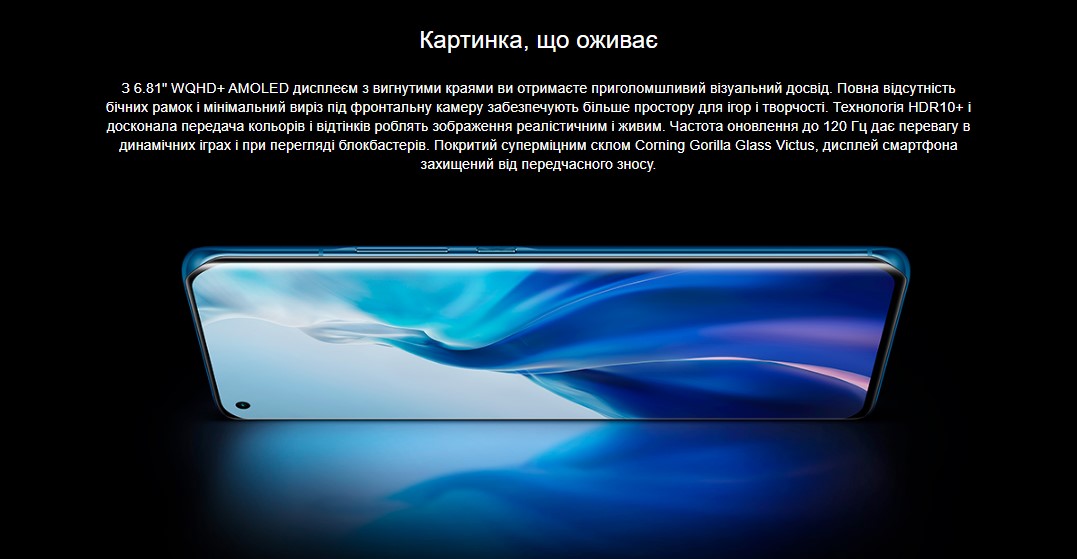 Картинка, що оживає
З 6.81" WQHD+ AMOLED дисплеєм з вигнутими краями ви отримаєте приголомшливий візуальний досвід. Повна відсутність
бічних рамок і мінімальний виріз під фронтальну камеру забезпечують більше простору для ігор і творчості. Технологія HDR10+ і
досконала передача кольорів і відтінків роблять зображення реалістичним і живим. Частота оновлення до 120 Гц дає перевагу в
динамічних іграх і при перегляді блокбастерів. Покритий суперміцним склом Corning Gorilla Glass Victus, дисплей смартфона
захищений від передчасного зносу.